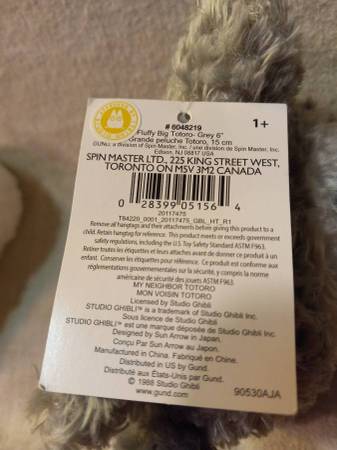 # 6048219
Fluffy Big Totoro- Grey 6"
Grande peluche Totoro, 15 cm
GUND, a division of Spin Master, Inc. / une division de Spin Master, Inc.
Edison, NJ 08817 USA
1+
SPIN MASTER LTD., 225 KING STREET WEST,
TORONTO ON M5V 3M2 CANADA
0 28399 05156 4
20117475
T84229_0001_20117475_GBL_HT_R1
Remove all hangtags and their attachments before giving this product to a
child. Retain hangtag for reference. This product meets or exceeds government
safety regulations, including the U.S. Toy Safety Standard ASTM F963.
Retirer toutes les étiquettes et leurs attaches avant de donner ce produit à un
enfant. Conserver les étiquettes pour référence. Ce produit est conforme aux
réglementations gouvernementales sur la sécurité, y compris la norme
américaine de sécurité des jouets ASTM F963.
MY NEIGHBOR TOTORO
MON VOISIN TOTORO
Licensed by Studio Ghibli
STUDIO GHIBLI™ is a trademark of Studio Ghibli Inc.
Sous licence de Studio Ghibli
STUDIO GHIBLI™ est une marque déposée de Studio Ghibli Inc.
Designed by Sun Arrow in Japan.
Conçu Par Sun Arrow au Japon.
Manufactured in China. Fabriqué en Chine.
Distributed in US by Gund.
Distribué aux États-Unis par Gund.
© 1988 Studio Ghibli
www.gund.com
90530AJA